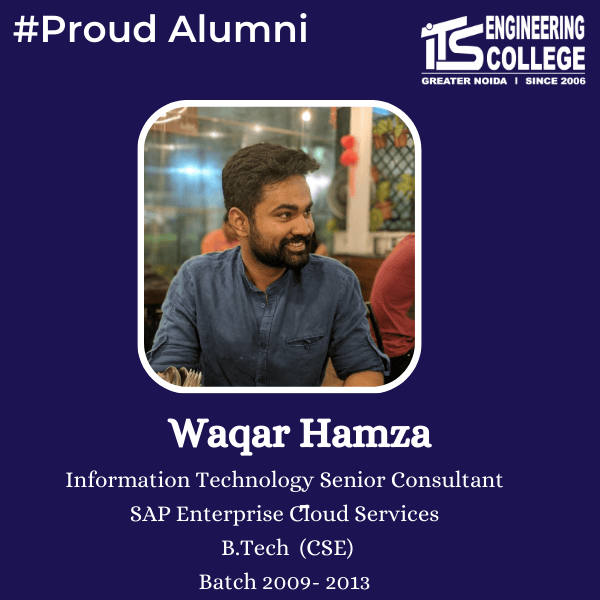 #Proud Alumni
ITS ENGINEERING COLLEGE
GREATER NOIDA | SINCE 2006
Waqar Hamza
Information Technology Senior Consultant
SAP Enterprise Cloud Services
B.Tech (CSE)
Batch 2009- 2013